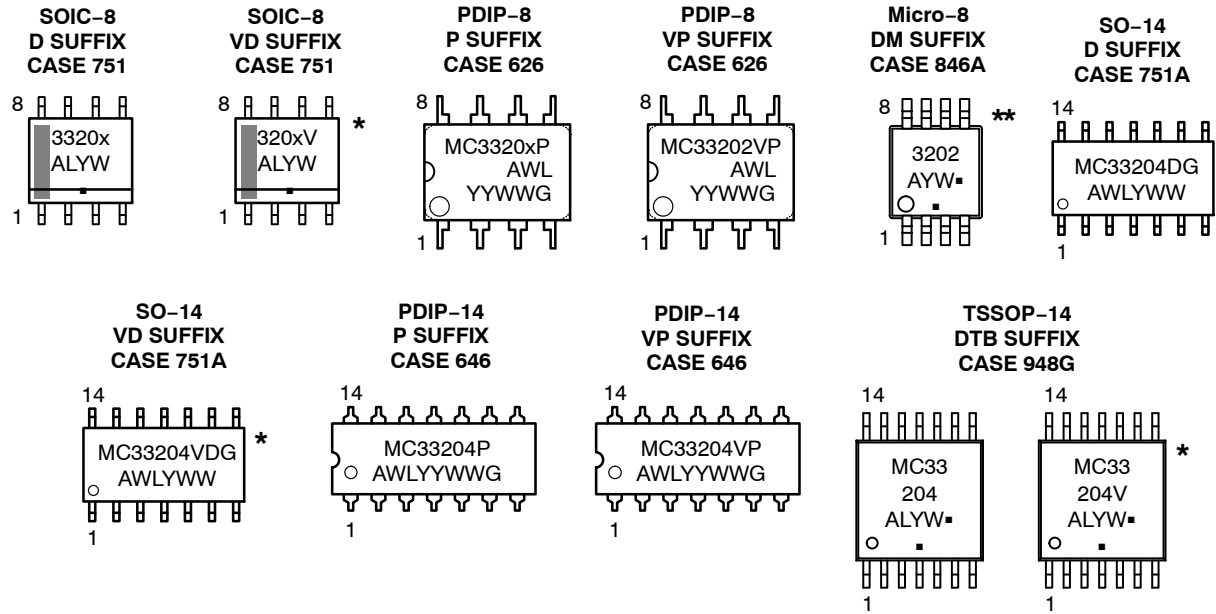 SOIC−8
D SUFFIX
CASE 751
8
3320x
ALYW
1
SOIC−8
VD SUFFIX
CASE 751
8
320xV
ALYW
*
1
PDIP−8
P SUFFIX
CASE 626
8
MC3320xP
AWL
YYWWG
1
PDIP−8
VP SUFFIX
CASE 626
8
MC33202VP
AWL
YYWWG
1
Micro−8
DM SUFFIX
CASE 846A
8
**
3202
AYW▪
▪
1
SO−14
D SUFFIX
CASE 751A
14
MC33204DG
AWLYWW
1
SO−14
VD SUFFIX
CASE 751A
14
MC33204VDG
AWLYWW
*
1
PDIP−14
P SUFFIX
CASE 646
14
MC33204P
AWLYYWWG
1
PDIP−14
VP SUFFIX
CASE 646
14
MC33204VP
AWLYYWWG
1
TSSOP−14
DTB SUFFIX
CASE 948G
14
MC33
204
ALYW▪
▪
1
14
MC33
204V
ALYW▪
▪
*
1